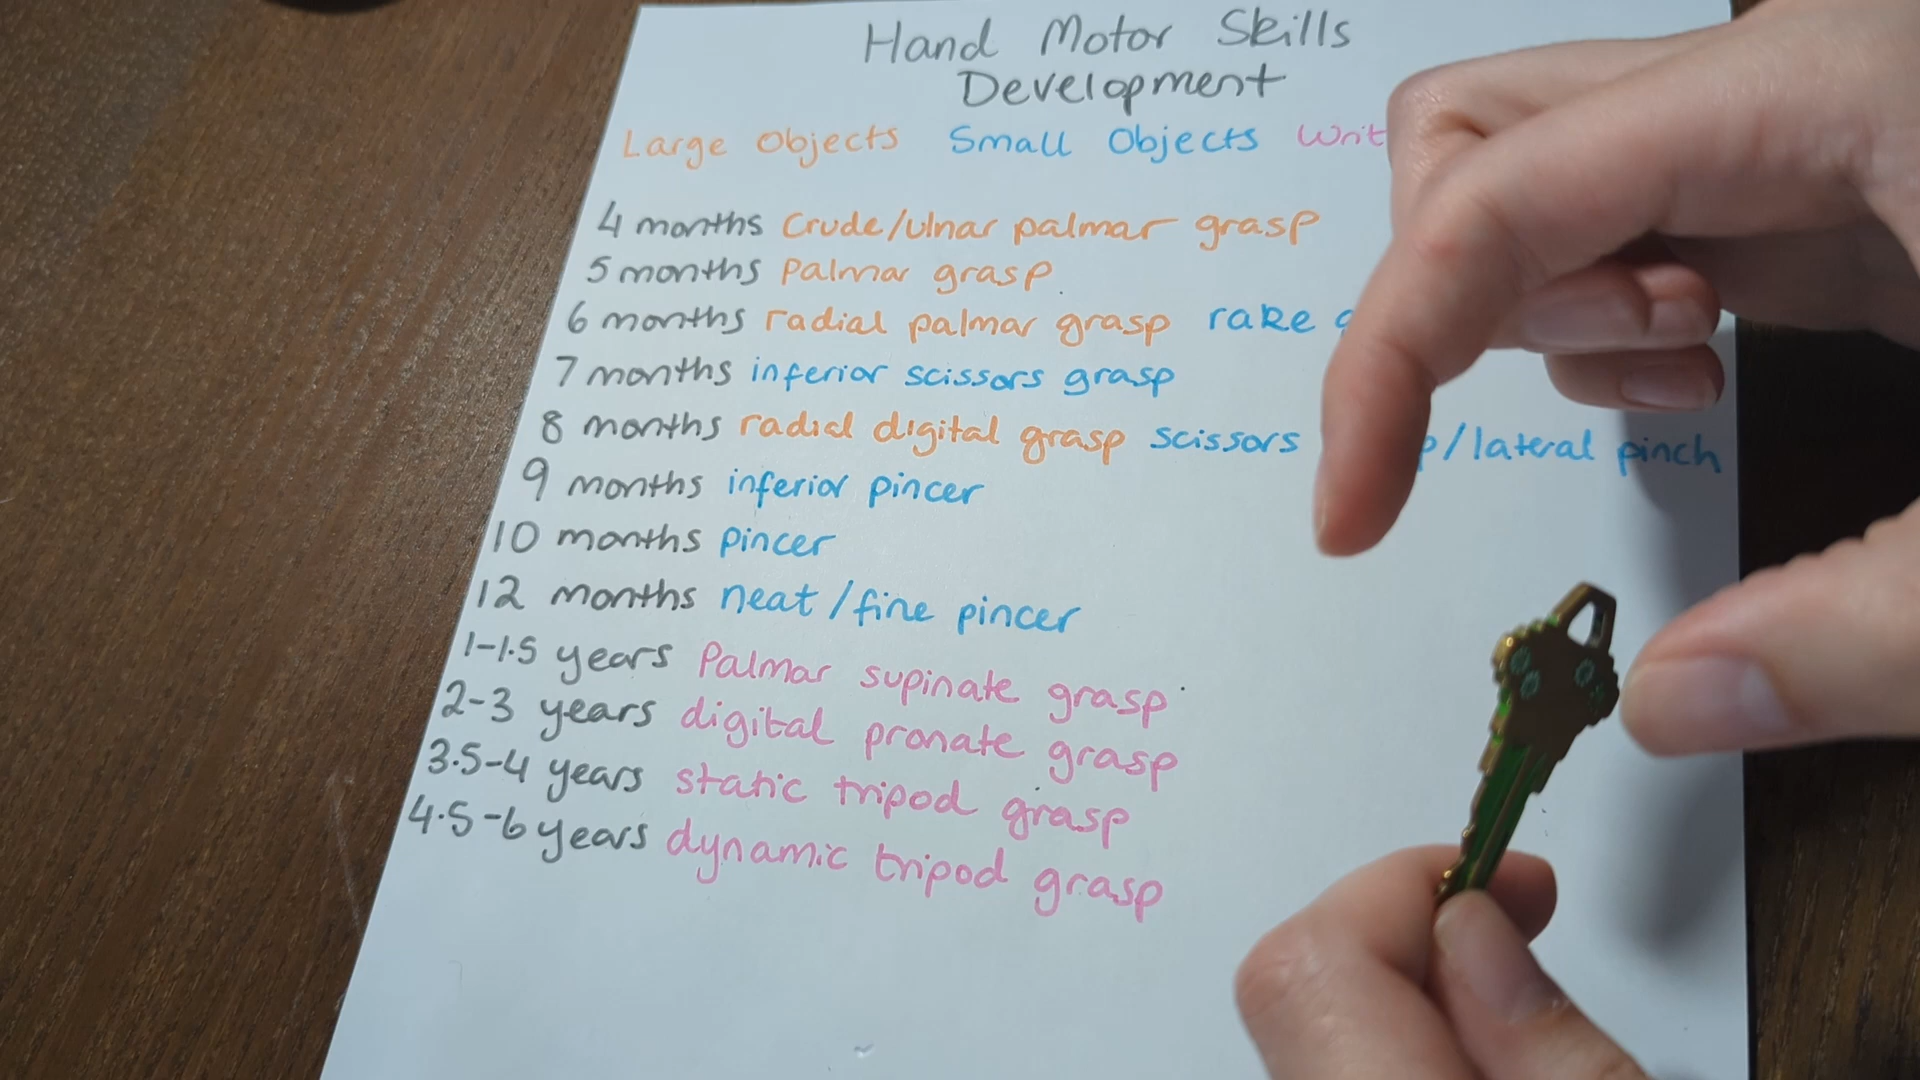 Hand Motor Skills
Development
Large Objects Small Objects
4 months Crude/ulnar palmar grasp
5 months Palmar grasp
6 months radial palmar grasp rake
7 months inferior scissors grasp
8 months radial digital grasp scissors /lateral pinch
9 months inferior pincer
10 months pincer
12 months neat/fine pincer
1-1.5 years Palmar supinate grasp
2-3 years digital pronate grasp
3.5-4 years static tripod grasp
4.5-6 years dynamic tripod grasp